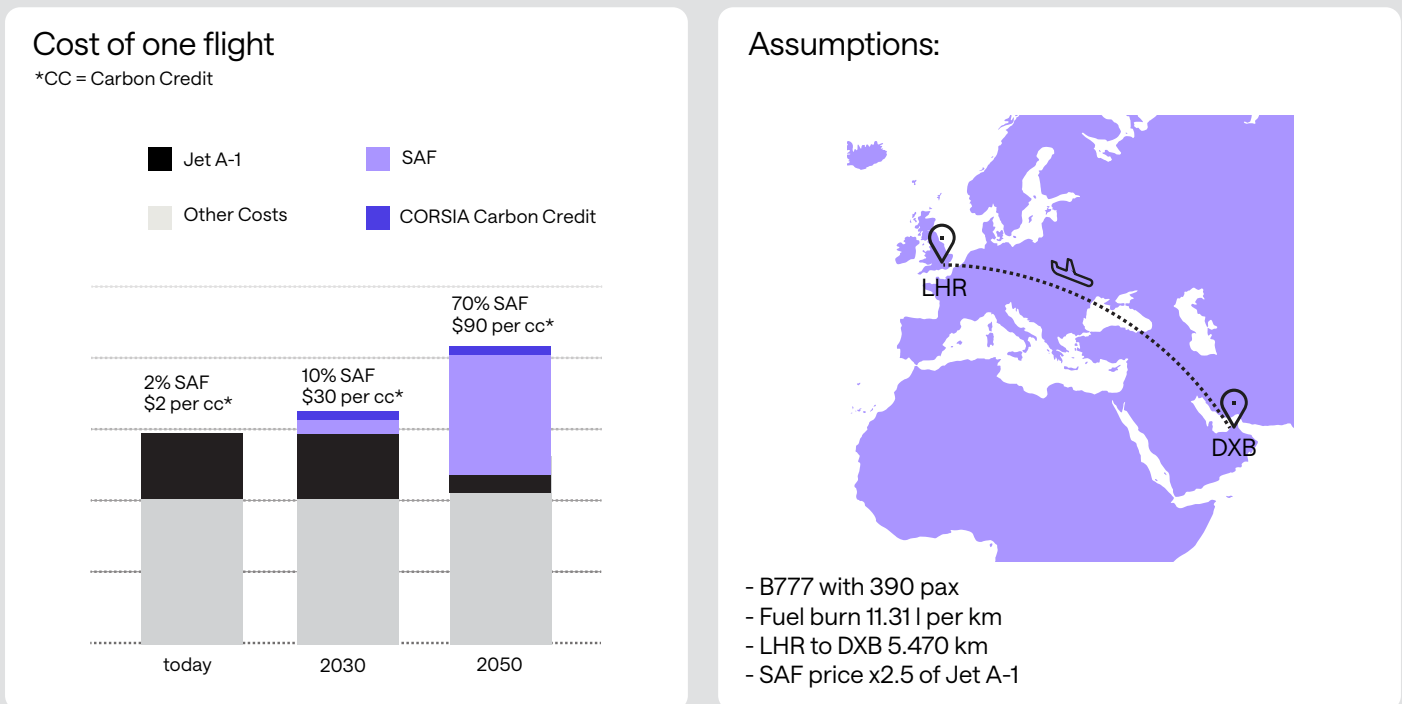 Cost of one flight
*CC = Carbon Credit
Jet A-1
SAF
Other Costs
CORSIA Carbon Credit
70% SAF
$90 per cc*
2% SAF
$2 per cc*
10% SAF
$30 per cc*
today
2030
2050
Assumptions:
LHR
DXB
- B777 with 390 pax
- Fuel burn 11.31 l per km
- LHR to DXB 5.470 km
- SAF price x2.5 of Jet A-1